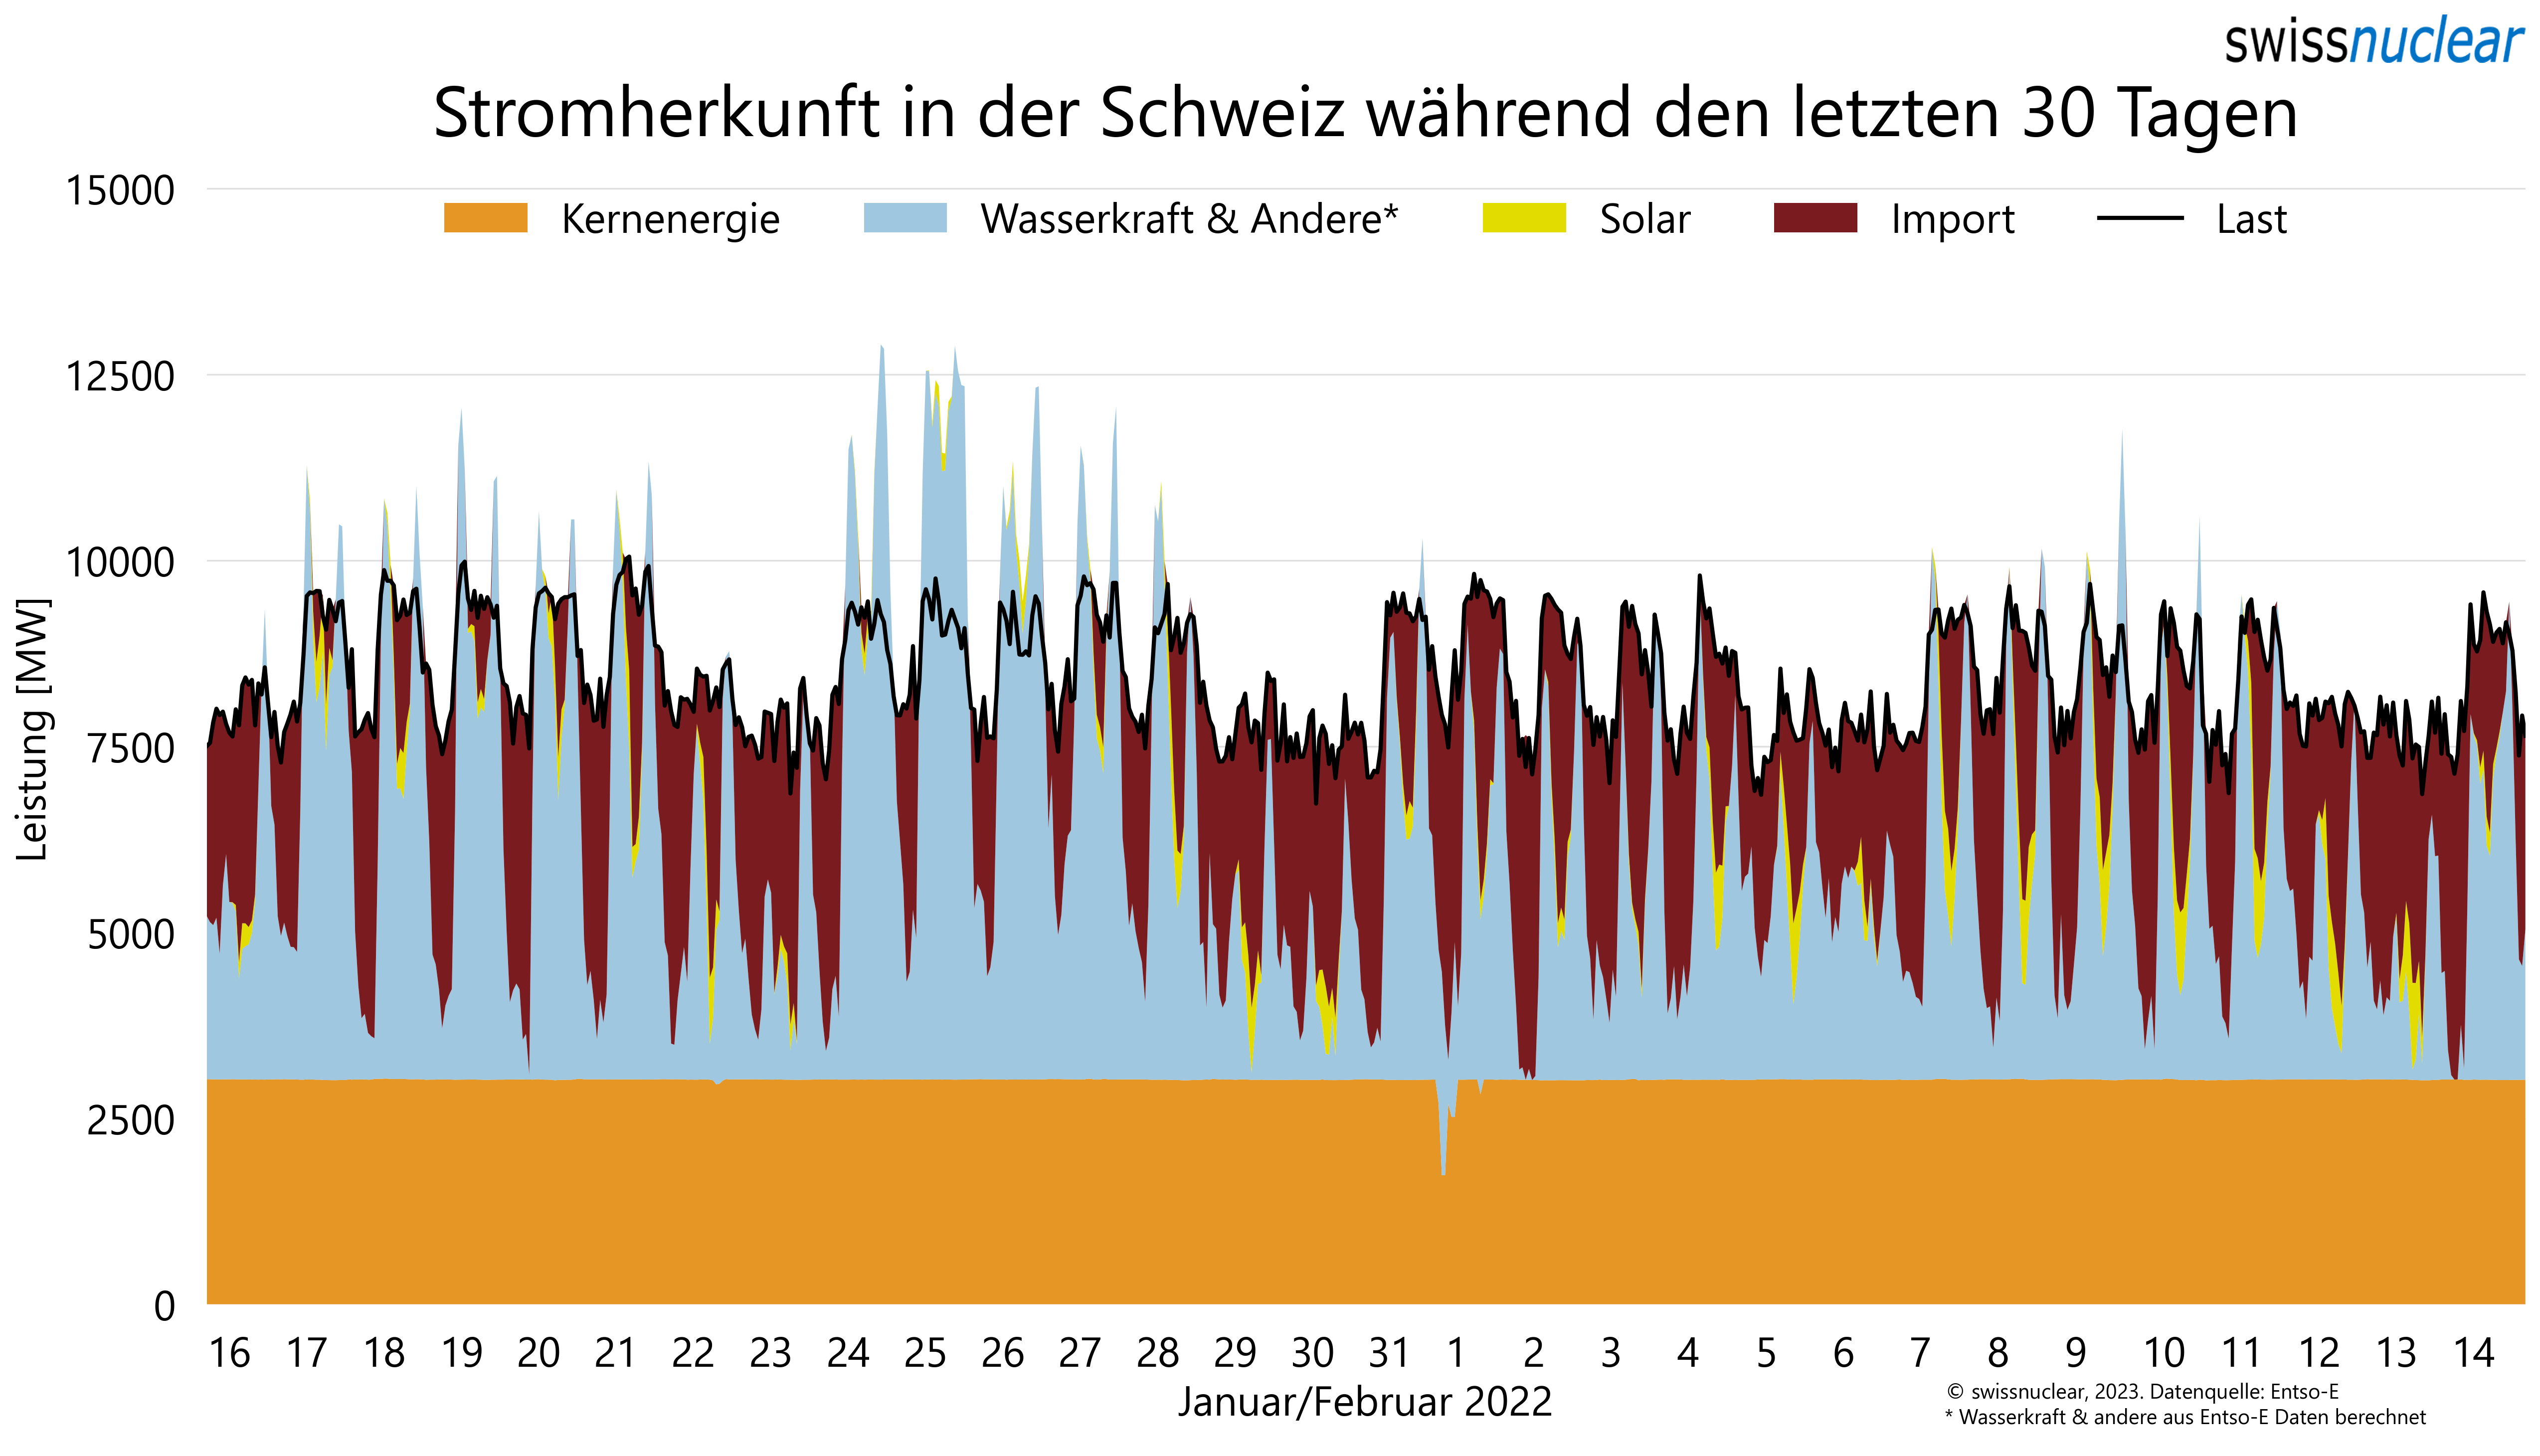 swissnuclear
Stromherkunft in der Schweiz während den letzten 30 Tagen
15000
Kernenergie Wasserkraft & Andere* Solar Import Last
12500
10000
7500
5000
2500
0
Leistung [MW]
16 17 18 19 20 21 22 23 24 25 26 27 28 29 30 31 1 2 3 4 5 6 7 8 9 10 11 12 13 14
Januar/Februar 2022
© swissnuclear, 2023. Datenquelle: Entso-E
* Wasserkraft & andere aus Entso-E Daten berechnet